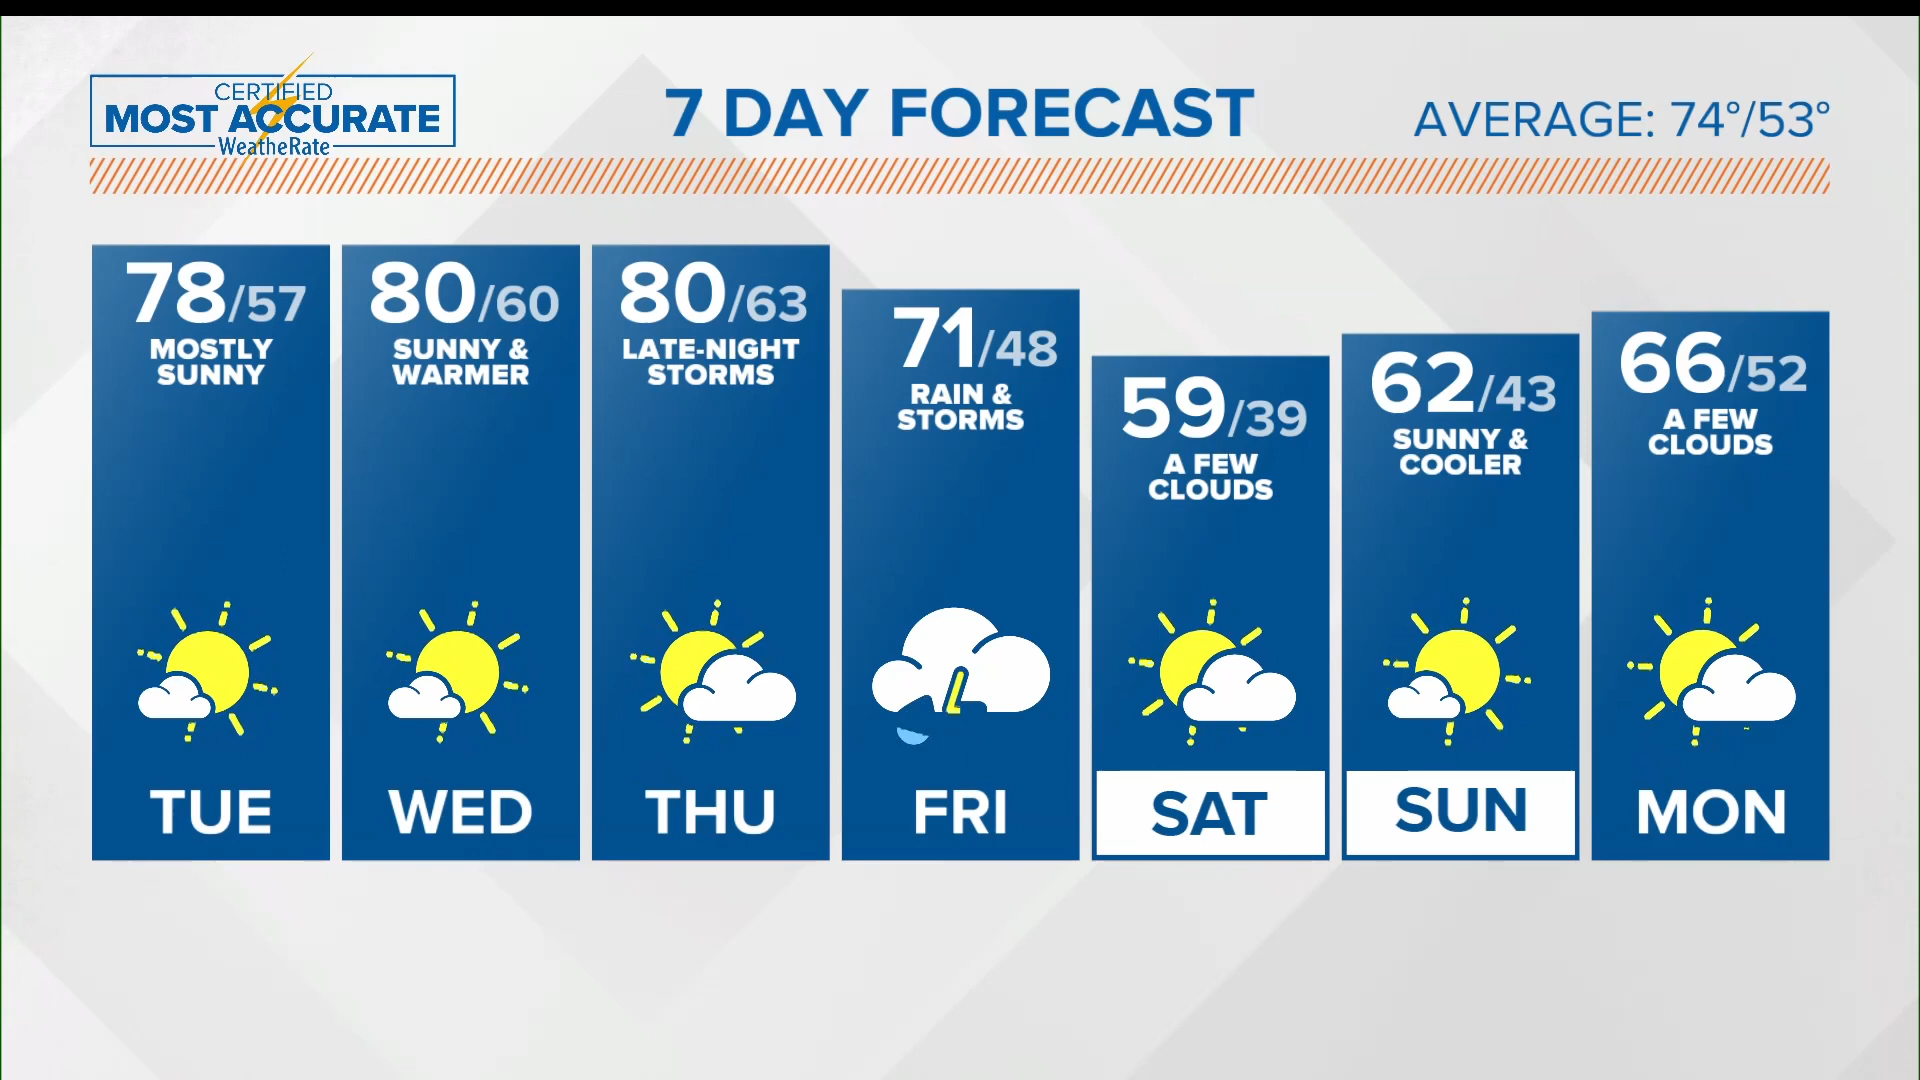 CERTIFIED
MOST ACCURATE
WeatheRate
7 DAY FORECAST
AVERAGE: 74°/53°
78/57
MOSTLY
SUNNY
TUE
80/60
SUNNY &
WARMER
WED
80/63
LATE-NIGHT
STORMS
THU
71/48
RAIN &
STORMS
FRI
59/39
A FEW
CLOUDS
SAT
62/43
SUNNY &
COOLER
SUN
66/52
A FEW
CLOUDS
MON